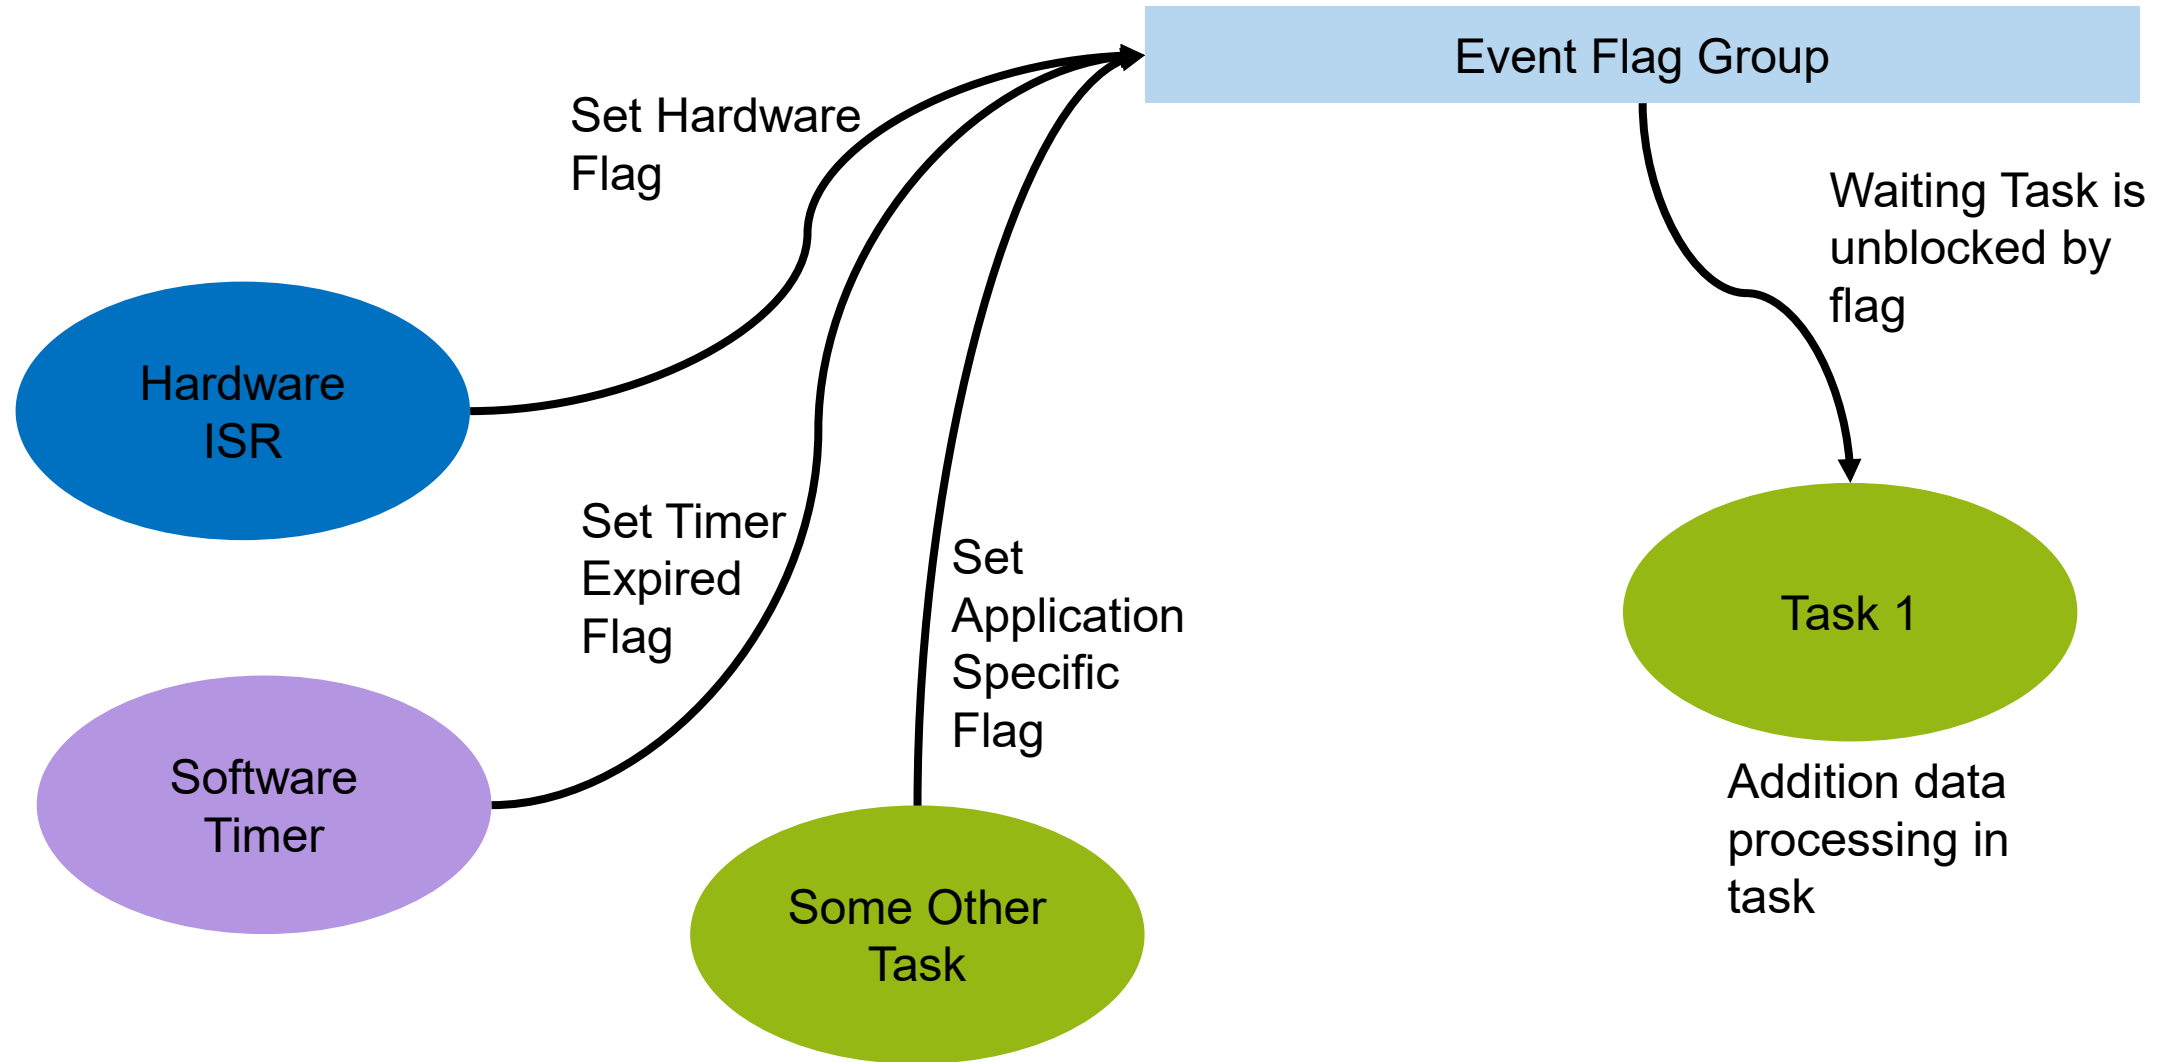 Event Flag Group
Set Hardware
Flag
Waiting Task is
unblocked by
flag
Hardware
ISR
Set Timer
Expired
Flag
Set
Application
Specific
Flag
Task 1
Software
Timer
Addition data
processing in
task
Some Other
Task